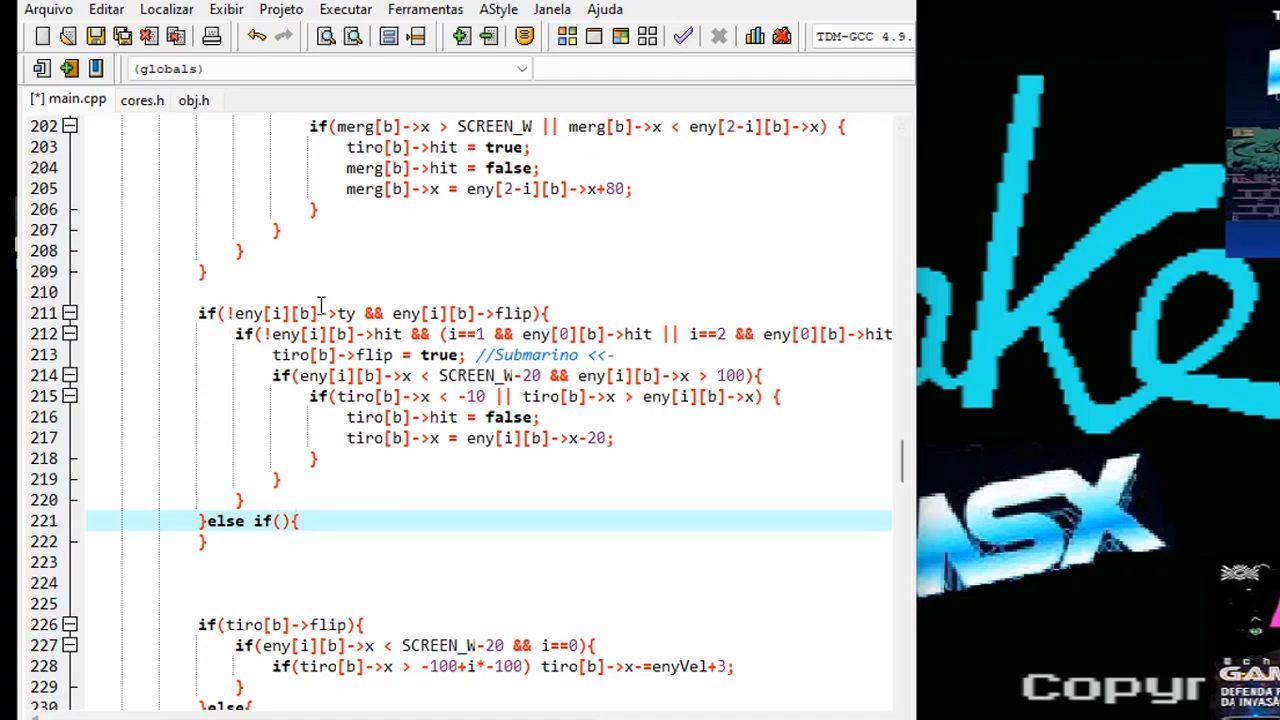 Arquivo Editar Localizar Exibir Projeto Executar Ferramentas AStyle Janela Ajuda
TDM-GCC 4.9.
(globals)
[*] main.cpp cores.h obj.h
202 if(merg[b]->x > SCREEN_W || merg[b]->x < eny[2-i][b]->x) {
203 tiro[b]->hit = true;
204 merg[b]->hit = false;
205 merg[b]->x = eny[2-i][b]->x+80;
206 }
207 }
208 }
209 }
210
211 if(!eny[i][b]->ty && eny[i][b]->flip){
212 if(!eny[i][b]->hit && (i==1 && eny[0][b]->hit || i==2 && eny[0][b]->hit
213 tiro[b]->flip = true; //Submarino <<-
214 if(eny[i][b]->x < SCREEN_W-20 && eny[i][b]->x > 100){
215 if(tiro[b]->x < -10 || tiro[b]->x > eny[i][b]->x) {
216 tiro[b]->hit = false;
217 tiro[b]->x = eny[i][b]->x-20;
218 }
219 }
220 }
221 }else if(){
222 }
223
224
225
226 if(tiro[b]->flip){
227 if(eny[i][b]->x < SCREEN_W-20 && i==0){
228 if(tiro[b]->x > -100+i*-100) tiro[b]->x-=enyVel+3;
229 }
230 }else{
ake
MSX
Copyr
GAM
DEFENDA
DA INVASÃ